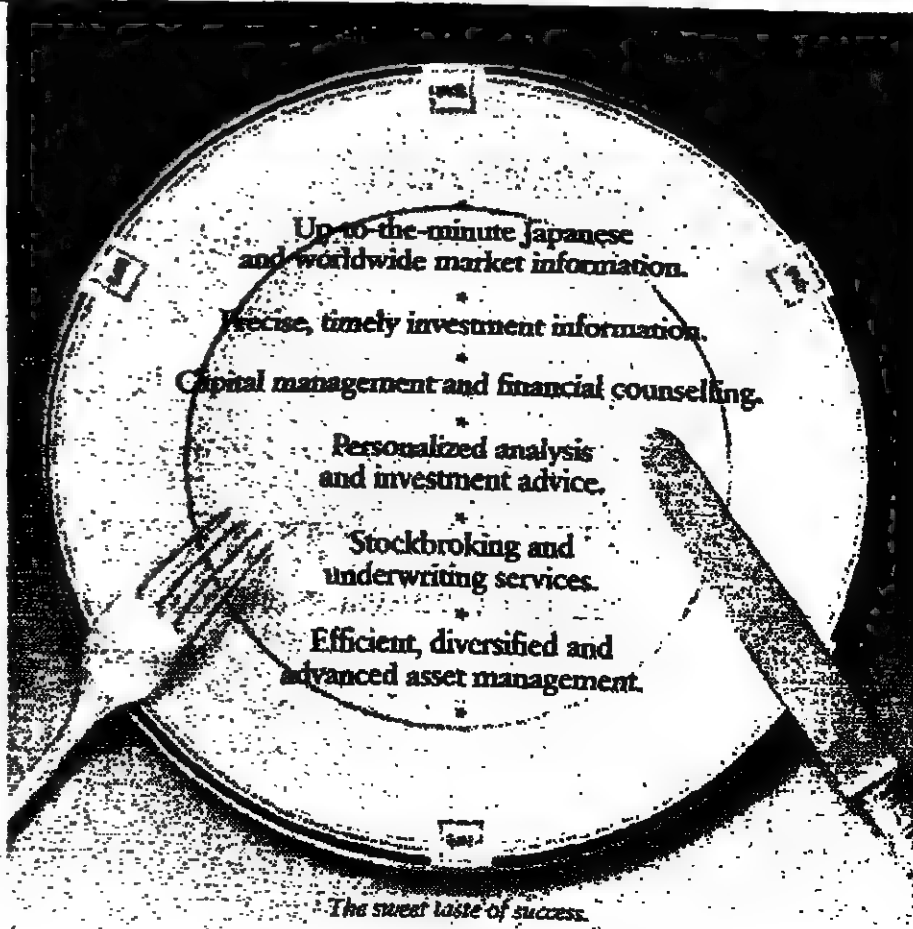 Up-to-the-minute Japanese
and worldwide market information.
Precise, timely investment information.
Capital management and financial counselling.
Personalized analysis
and investment advice.
Stockbroking and
underwriting services.
Efficient, diversified and
advanced asset management.
The sweet taste of success.